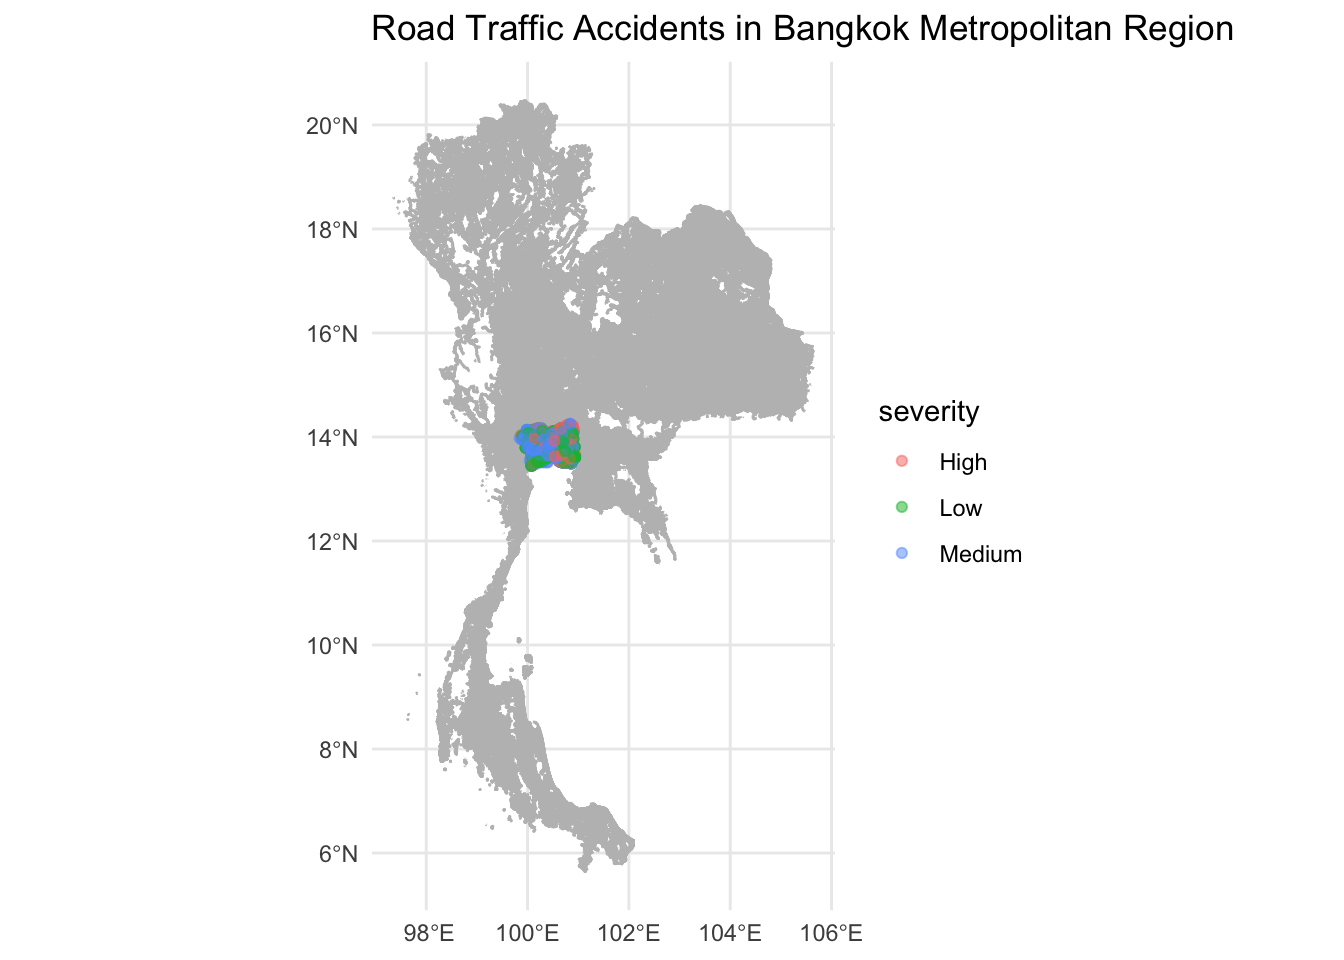 Road Traffic Accidents in Bangkok Metropolitan Region
20°N
18°N
16°N
14°N
12°N
10°N
8°N
6°N
98°E
100°E
102°E
104°E
106°E
severity
High
Low
Medium